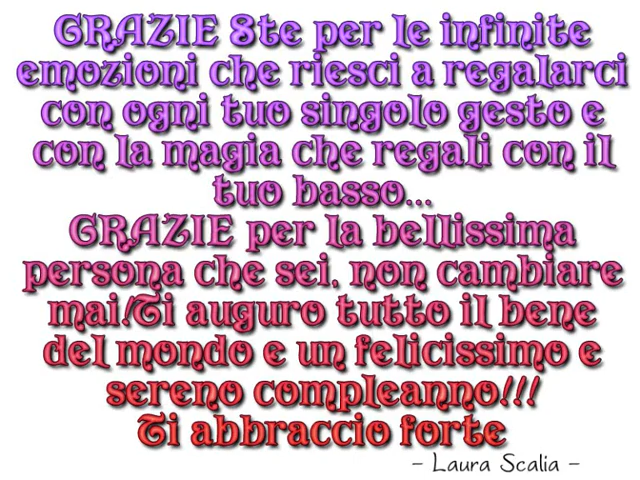 GRAZIE 8te per le infinite
emozioni che riesci a regalarci
con ogni tuo singolo gesto e
con la magia che regali con il
tuo basso...
GRAZIE per la bellissima
persona che sei, non cambiare
mai!Ti auguro tutto il bene
del mondo e un felicissimo e
sereno compleanno!!!
Ti abbraccio forte
- Laura Scalia -